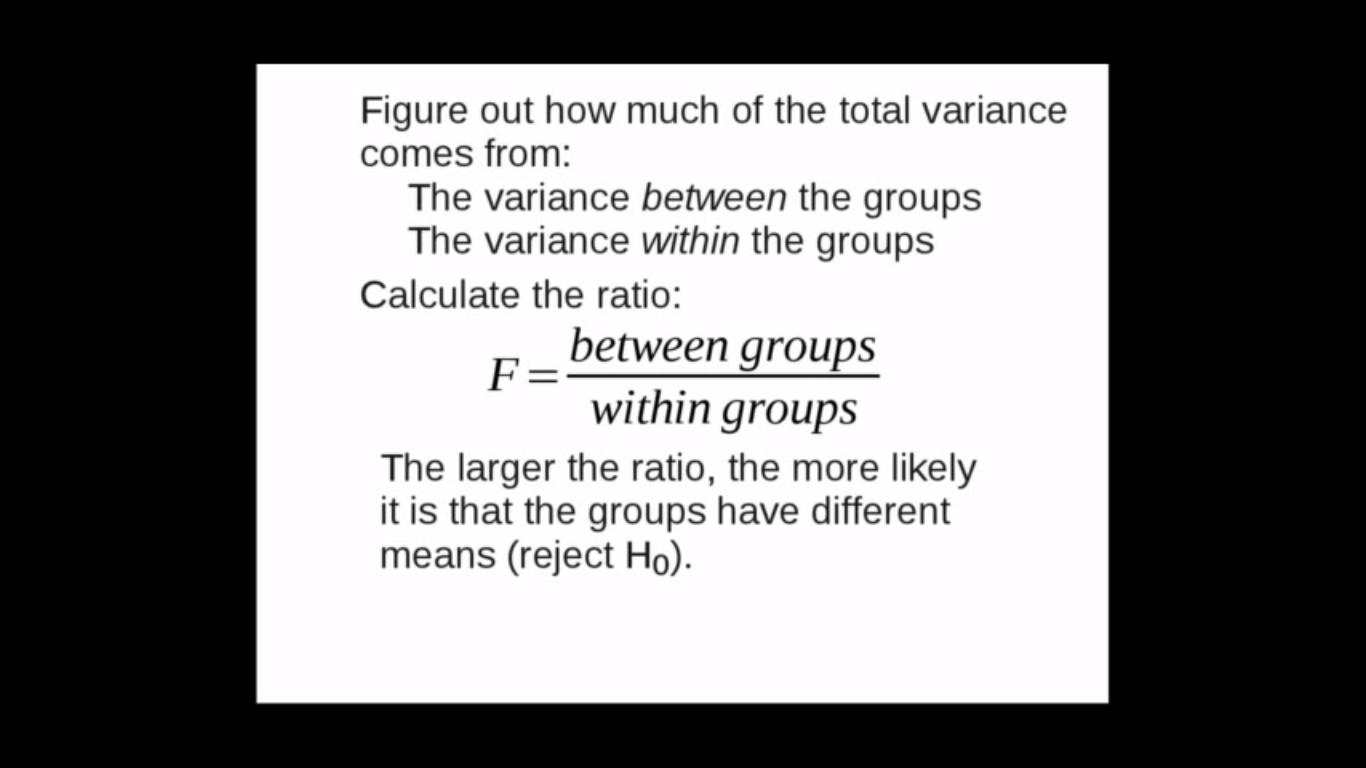 Figure out how much of the total variance
comes from:
The variance between the groups
The variance within the groups
Calculate the ratio:
F = between groups
within groups
The larger the ratio, the more likely
it is that the groups have different
means (reject H₀).